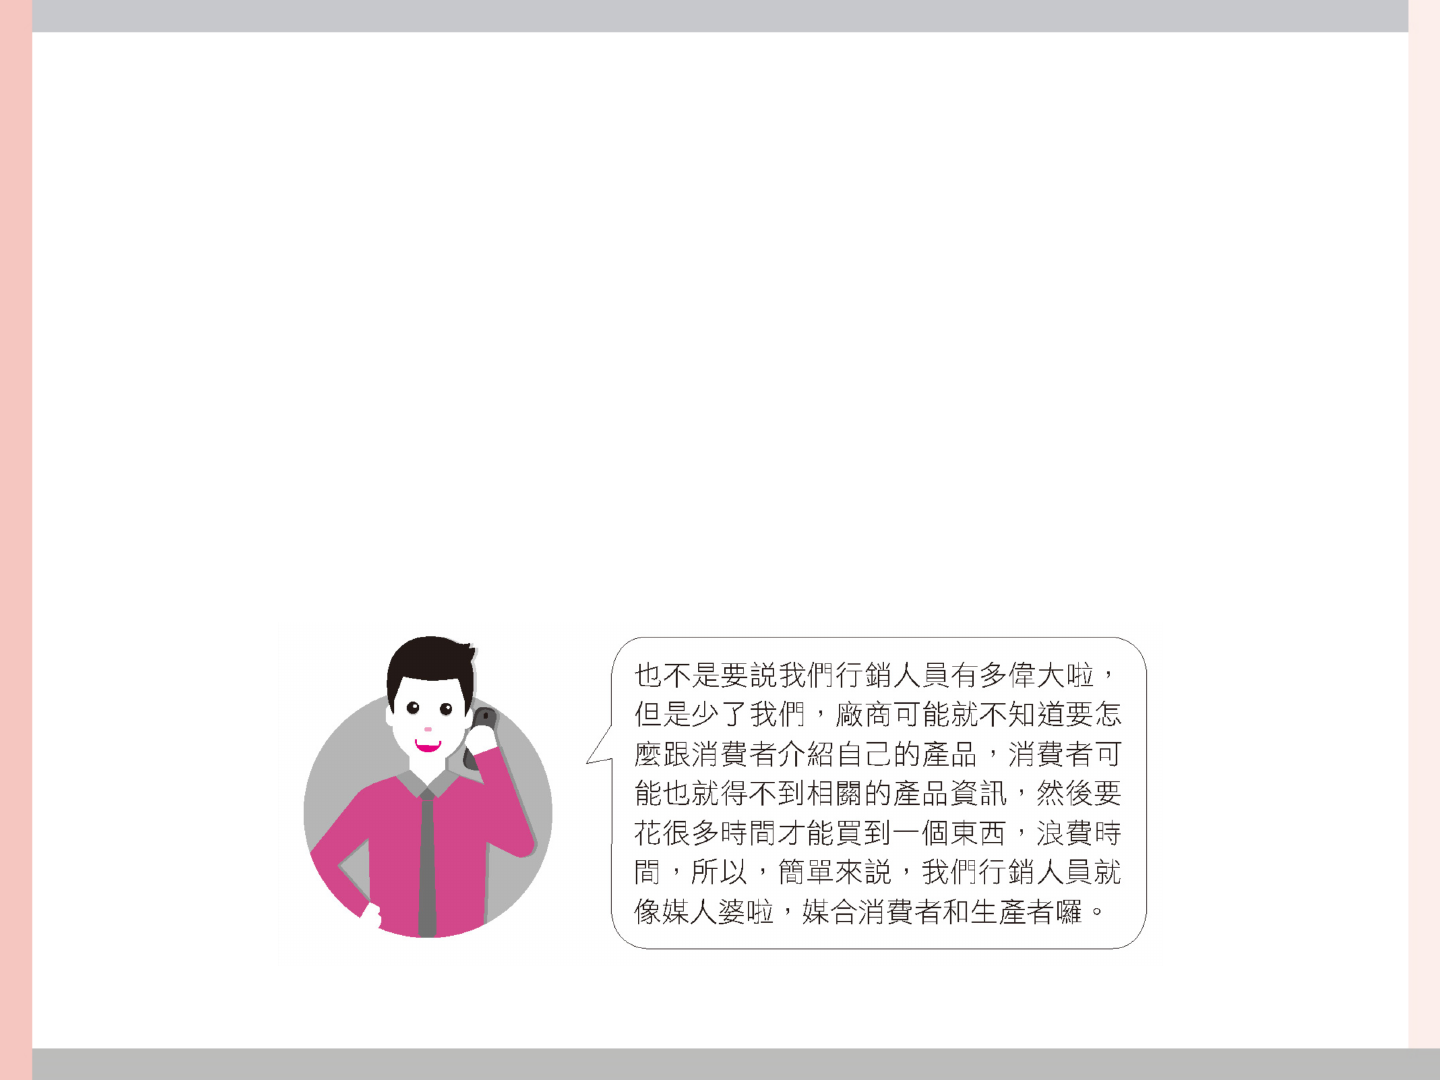 也不是要説我們行銷人員有多偉大啦，
但是少了我們，廠商可能就不知道要怎
麼跟消費者介紹自己的產品，消費者可
能也就得不到相關的產品資訊，然後要
花很多時間才能買到一個東西，浪費時
間，所以，簡單來説，我們行銷人員就
像媒人婆啦，媒合消費者和生產者囉。